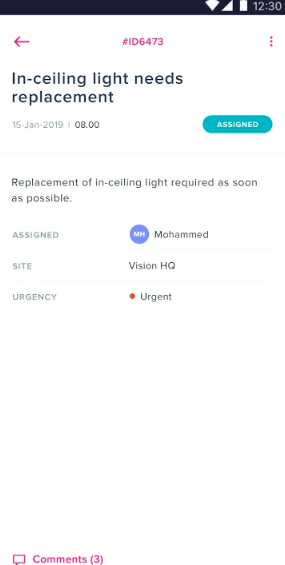 12:30
#ID6473
In-ceiling light needs
replacement
15-Jan-2019 | 08.00
ASSIGNED
Replacement of in-ceiling light required as soon
as possible.
ASSIGNED MH Mohammed
SITE Vision HQ
URGENCY Urgent
Comments (3)